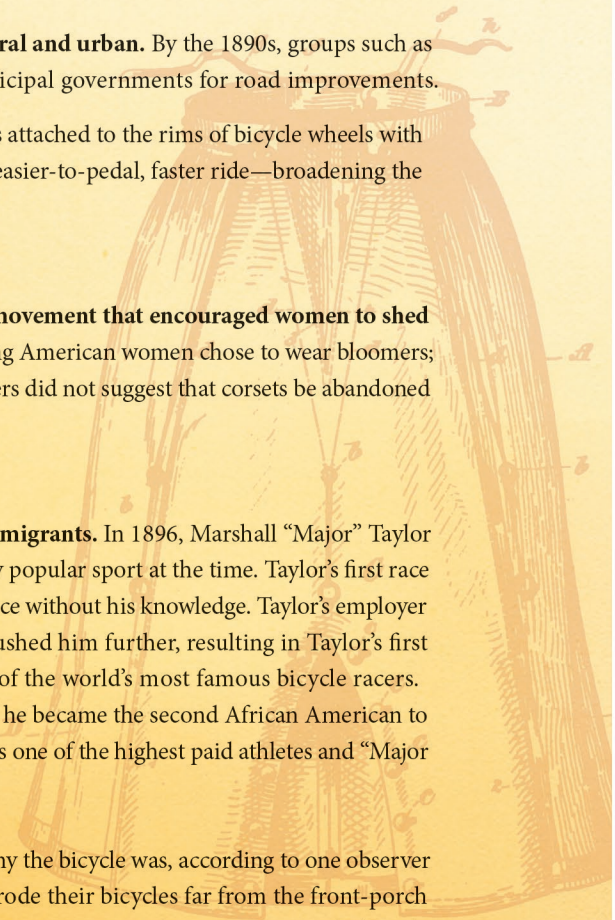 ral and urban. By the 1890s, groups such as
icipal governments for road improvements.
s attached to the rims of bicycle wheels with
easier-to-pedal, faster ride—broadening the
movement that encouraged women to shed
ng American women chose to wear bloomers;
ers did not suggest that corsets be abandoned
migrants. In 1896, Marshall “Major” Taylor
y popular sport at the time. Taylor’s first race
ce without his knowledge. Taylor’s employer
ushed him further, resulting in Taylor’s first
of the world’s most famous bicycle racers.
he became the second African American to
s one of the highest paid athletes and “Major
hy the bicycle was, according to one observer
rode their bicycles far from the front-porch